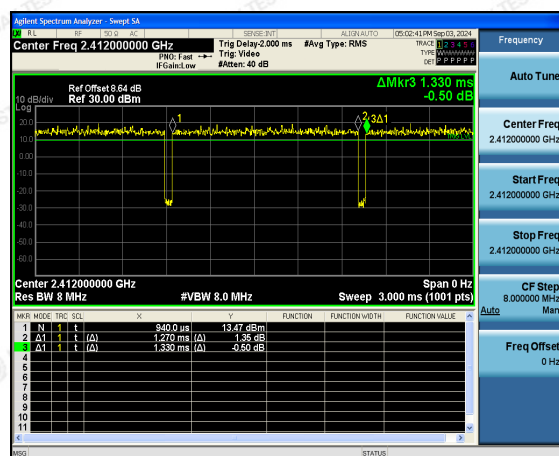 Agilent Spectrum Analyzer - Swept SA
RL RF 50 Ω AC SENSE:INT ALIGN AUTO 05:02:41 PM Sep 03, 2024
Center Freq 2.412000000 GHz
PNO: Fast
IFGain:Low
Trig Delay-2.000 ms
Trig: Video
#Atten: 40 dB
#Avg Type: RMS
TRACE 1 2 3 4 5 6
TYPE
DET P P P P P P
Frequency
Auto Tune
Center Freq
2.412000000 GHz
Start Freq
2.412000000 GHz
Stop Freq
2.412000000 GHz
CF Step
8.000000 MHz
Auto Man
Freq Offset
0 Hz
ΔMkr3 1.330 ms
-0.50 dB
Ref Offset 8.64 dB
Ref 30.00 dBm
10 dB/div
Log
20.0
10.0
0.00
-10.0
-20.0
-30.0
-40.0
-50.0
-60.0
1
2
3Δ1
Center 2.412000000 GHz
Span 0 Hz
Res BW 8 MHz
#VBW 8.0 MHz
Sweep 3.000 ms (1001 pts)
MKR MODE TRC SCL X Y FUNCTION FUNCTION WIDTH FUNCTION VALUE
1 N 1 t 940.0 µs 13.47 dBm
2 Δ1 1 t (Δ) 1.270 ms (Δ) 1.35 dB
3 Δ1 1 t (Δ) 1.330 ms (Δ) -0.50 dB
4
5
6
7
8
9
10
11
MSG
STATUS